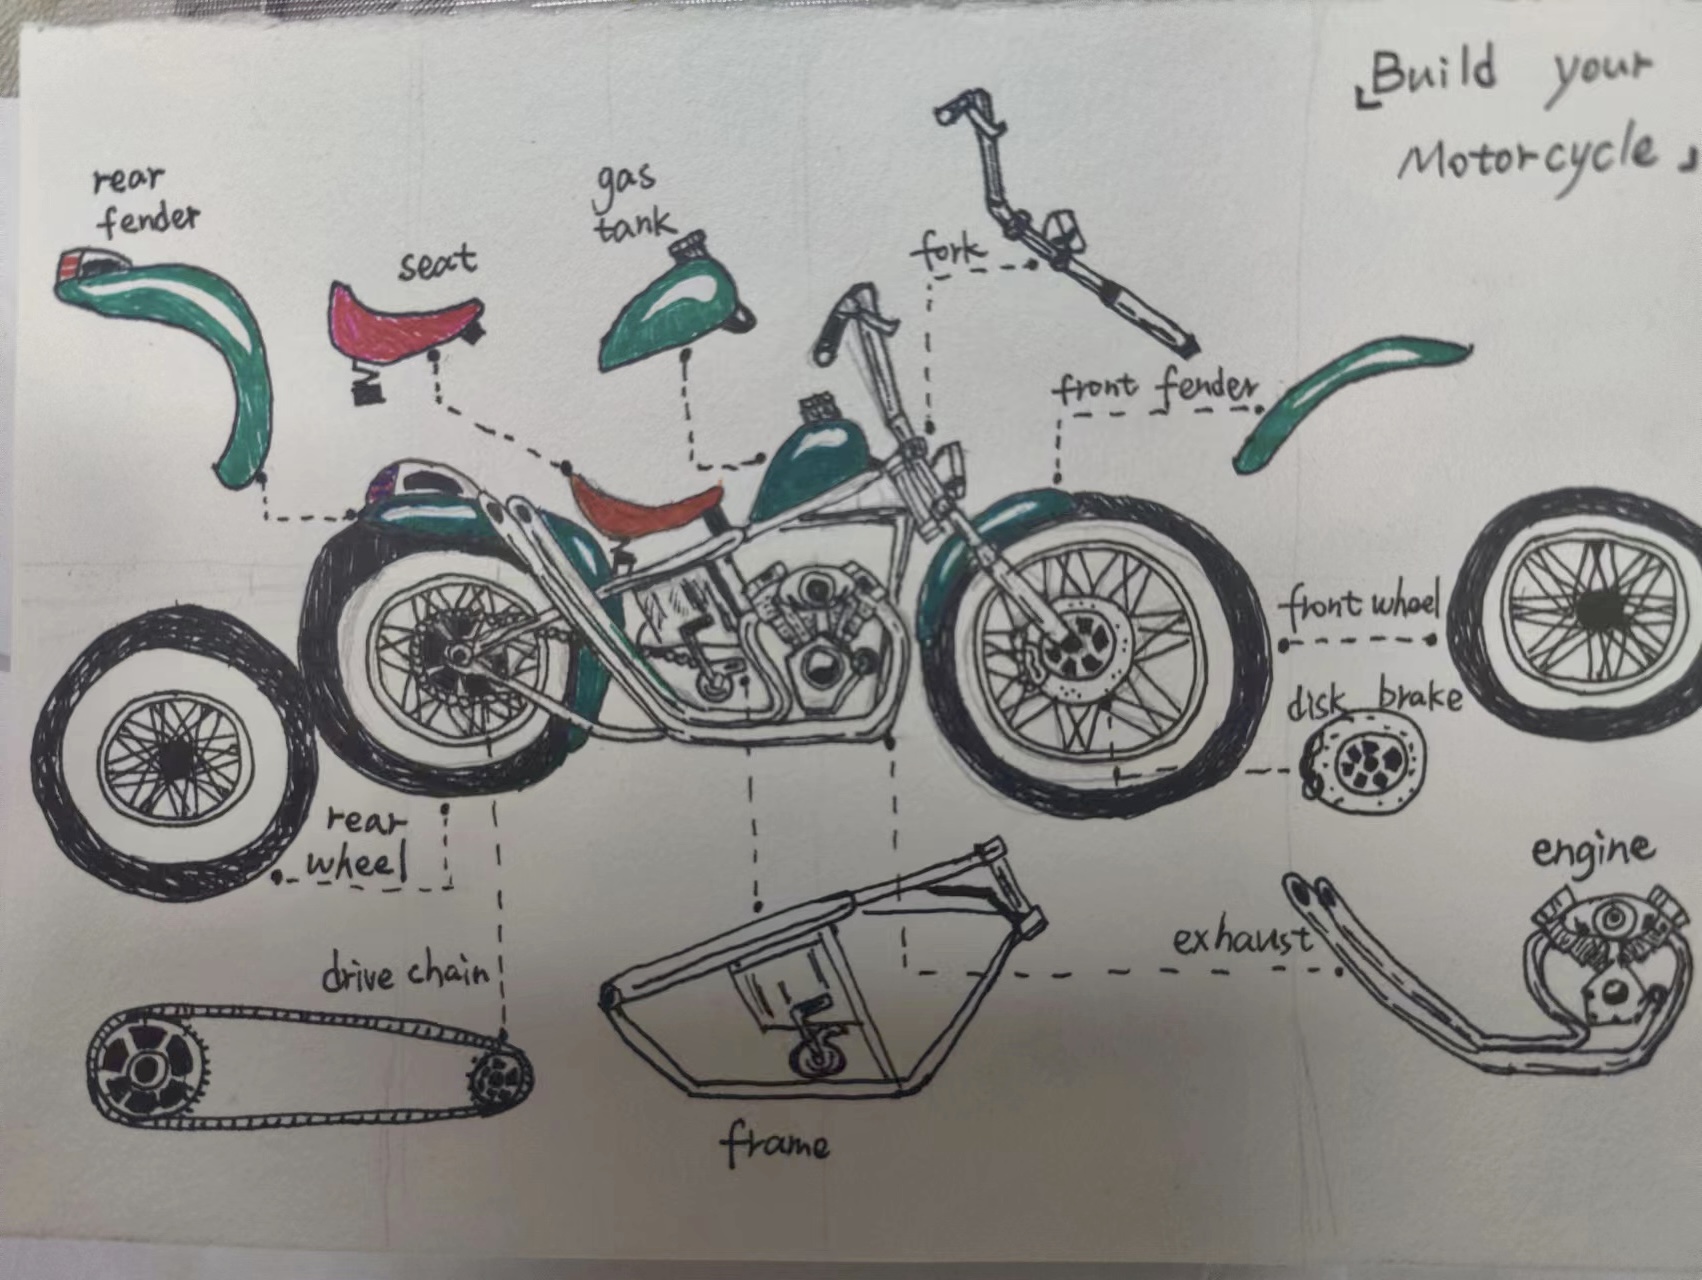 「Build your
Motorcycle」
rear
fender
seat
gas
tank
fork
front fender
front wheel
disk brake
rear
wheel
drive chain
frame
exhaust
engine